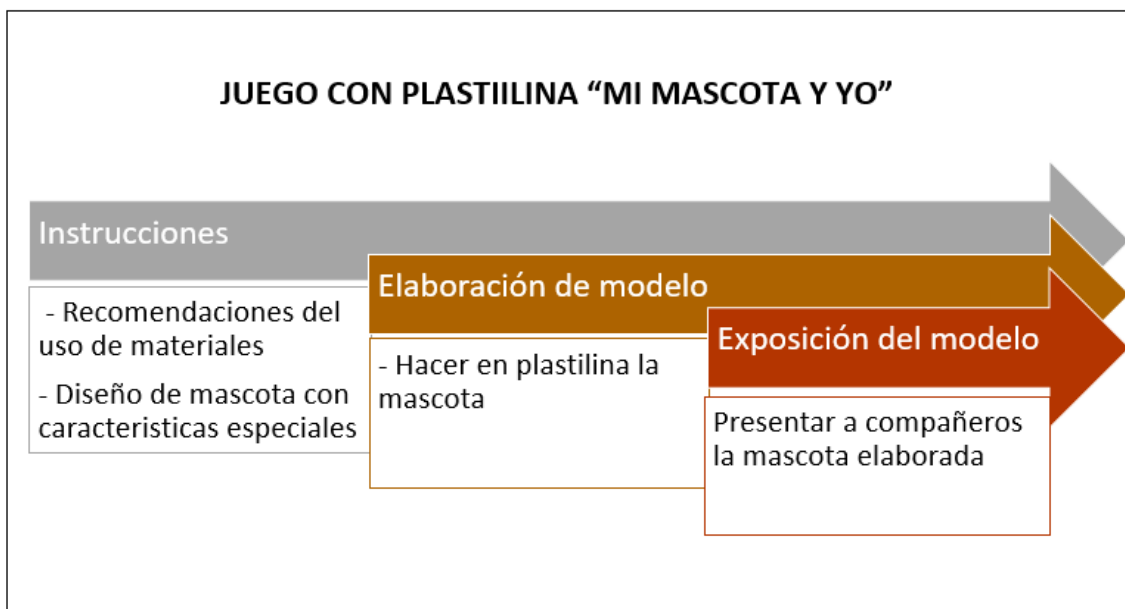 JUEGO CON PLASTIILINA “MI MASCOTA Y YO”
Instrucciones
- Recomendaciones del
uso de materiales
- Diseño de mascota con
caracteristicas especiales
Elaboración de modelo
- Hacer en plastilina la
mascota
Exposición del modelo
Presentar a compañeros
la mascota elaborada